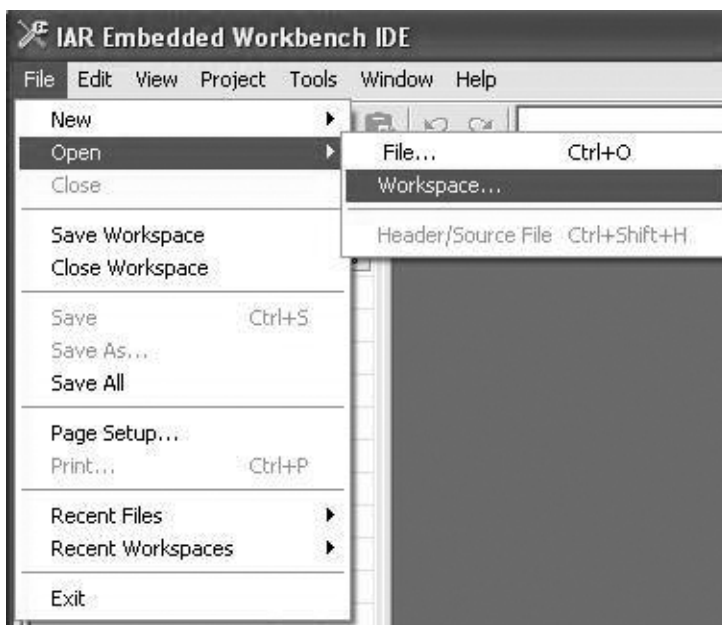 IAR Embedded Workbench IDE
File Edit View Project Tools Window Help
New
Open
File... Ctrl+O
Close
Workspace...
Save Workspace
Header/Source File Ctrl+Shift+H
Close Workspace
Save Ctrl+S
Save As...
Save All
Page Setup...
Print... Ctrl+P
Recent Files
Recent Workspaces
Exit